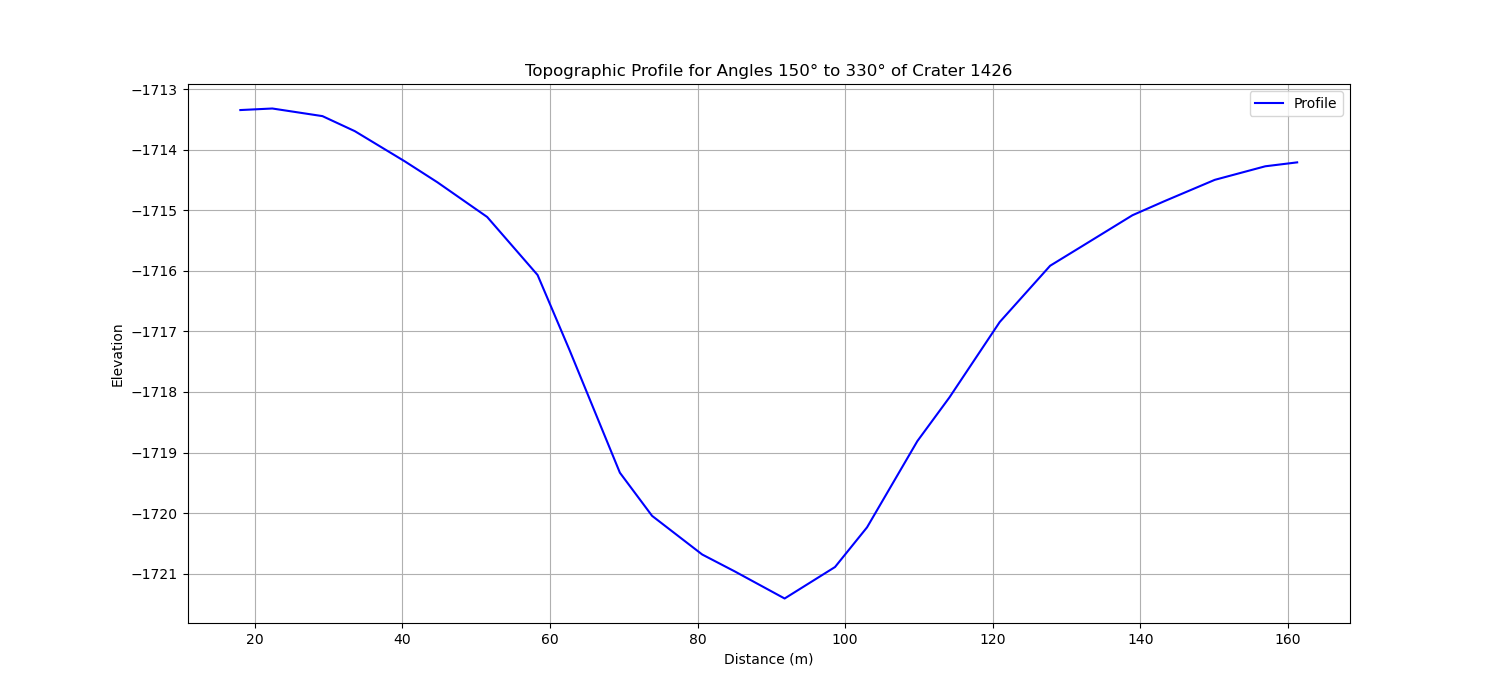 Topographic Profile for Angles 150° to 330° of Crater 1426
Profile
−1713
−1714
−1715
−1716
−1717
−1718
−1719
−1720
−1721
Elevation
20 40 60 80 100 120 140 160
Distance (m)